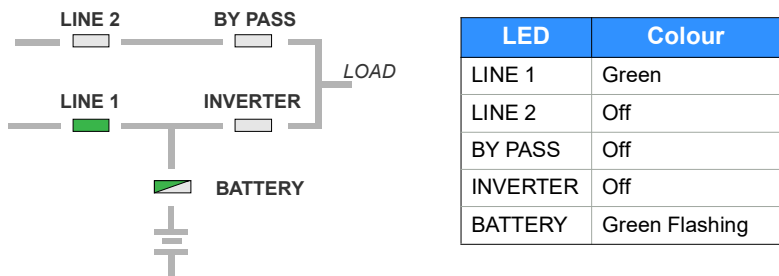 LINE 2
BY PASS
LOAD
LINE 1
INVERTER
BATTERY
LED Colour
LINE 1 Green
LINE 2 Off
BY PASS Off
INVERTER Off
BATTERY Green Flashing